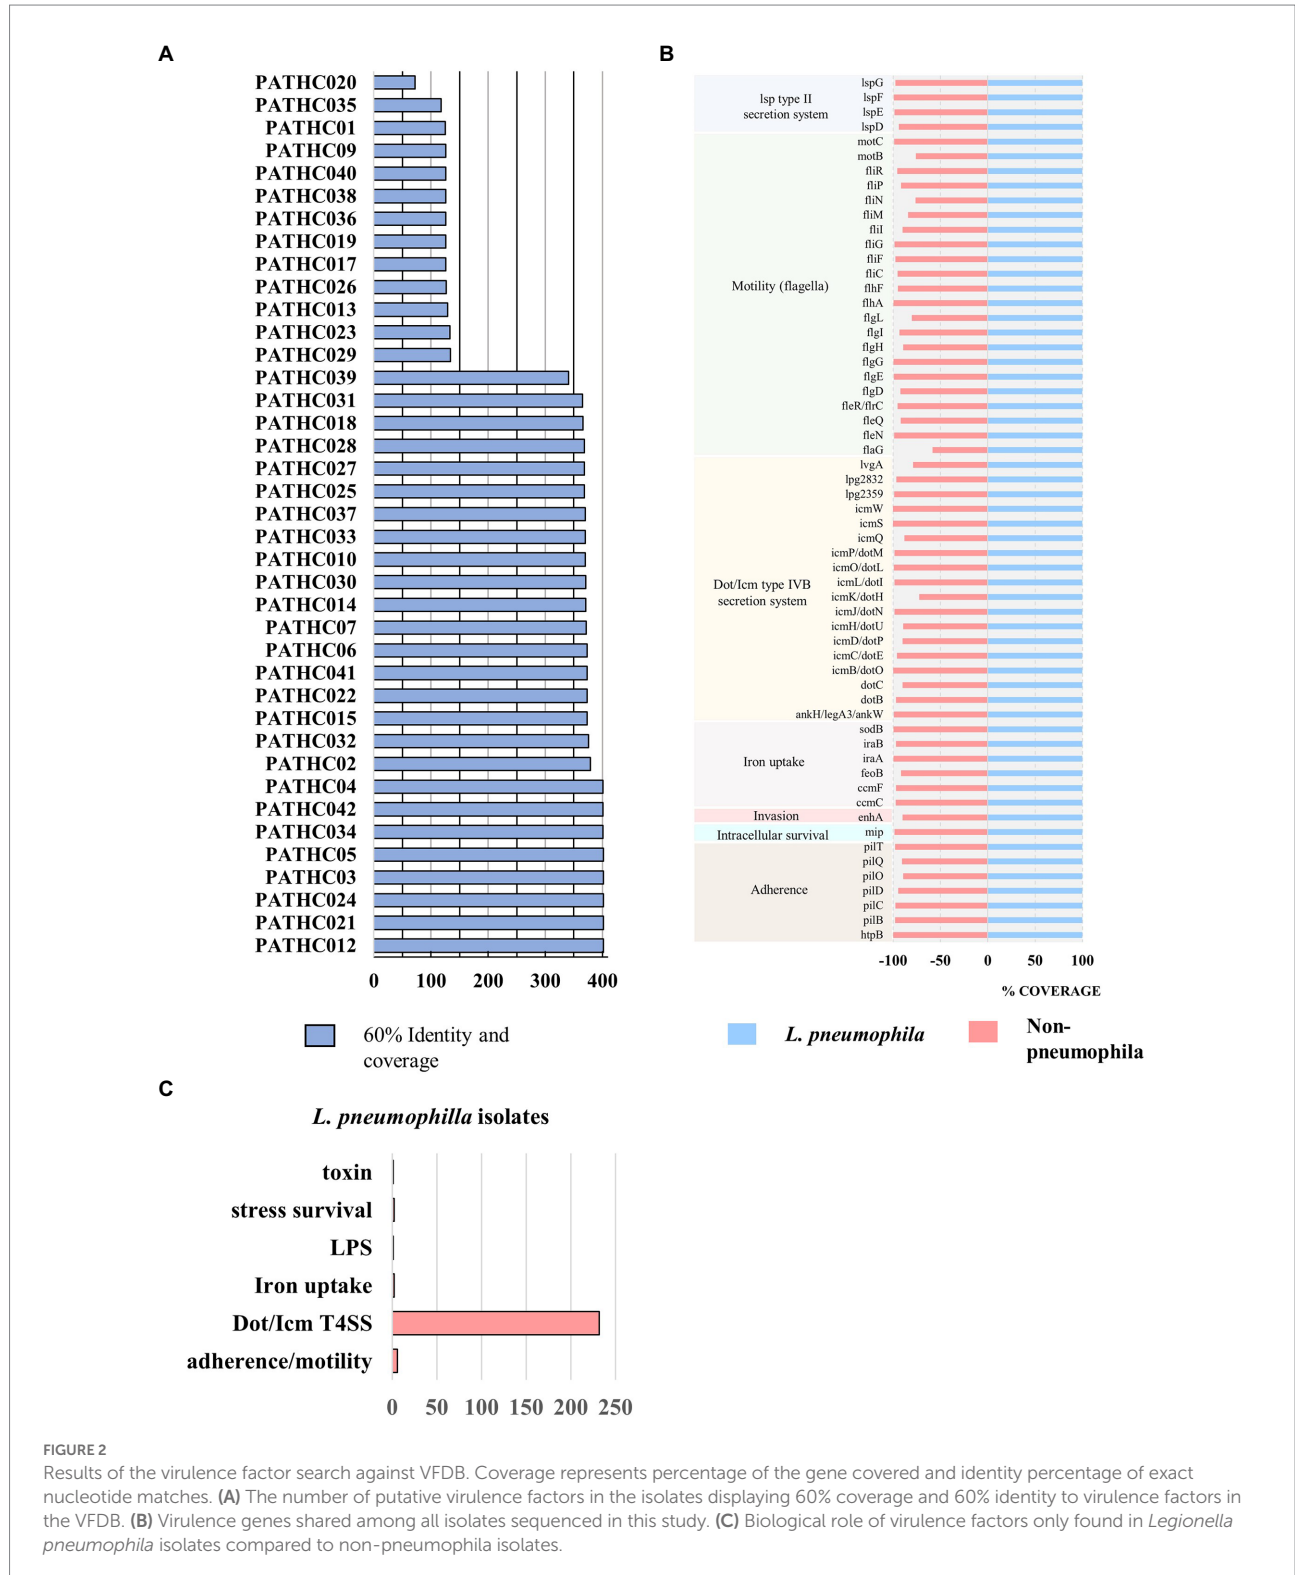 A
PATHC020
PATHC035
PATHC01
PATHC09
PATHC040
PATHC038
PATHC036
PATHC019
PATHC017
PATHC026
PATHC013
PATHC023
PATHC029
PATHC039
PATHC031
PATHC018
PATHC028
PATHC027
PATHC025
PATHC037
PATHC033
PATHC010
PATHC030
PATHC014
PATHC07
PATHC06
PATHC041
PATHC022
PATHC015
PATHC032
PATHC02
PATHC04
PATHC042
PATHC034
PATHC05
PATHC03
PATHC024
PATHC021
PATHC012
0 100 200 300 400
60% Identity and
coverage
B
lsp type II
secretion system
Motility (flagella)
Dot/Icm type IVB
secretion system
Iron uptake
Invasion
Intracellular survival
Adherence
lspG
lspF
lspE
lspD
motC
motB
fliR
fliP
fliN
fliM
fliI
fliG
fliF
fliC
flhF
flhA
flgL
flgI
flgH
flgG
flgE
flgD
fleR/flrC
fleQ
fleN
flaG
lvgA
lpg2832
lpg2359
icmW
icmS
icmQ
icmP/dotM
icmO/dotL
icmL/dotI
icmK/dotH
icmJ/dotN
icmH/dotU
icmD/dotP
icmC/dotE
icmB/dotO
dotC
dotB
ankH/legA3/ankW
sodB
iraB
iraA
feoB
ccmF
ccmC
enhA
mip
pilT
pilQ
pilO
pilD
pilC
pilB
htpB
-100 -50 0 50 100
% COVERAGE
L. pneumophila
Non-
pneumophila
C
L. pneumophilla isolates
toxin
stress survival
LPS
Iron uptake
Dot/Icm T4SS
adherence/motility
0 50 100 150 200 250
FIGURE 2
Results of the virulence factor search against VFDB. Coverage represents percentage of the gene covered and identity percentage of exact
nucleotide matches. (A) The number of putative virulence factors in the isolates displaying 60% coverage and 60% identity to virulence factors in
the VFDB. (B) Virulence genes shared among all isolates sequenced in this study. (C) Biological role of virulence factors only found in Legionella
pneumophila isolates compared to non-pneumophila isolates.